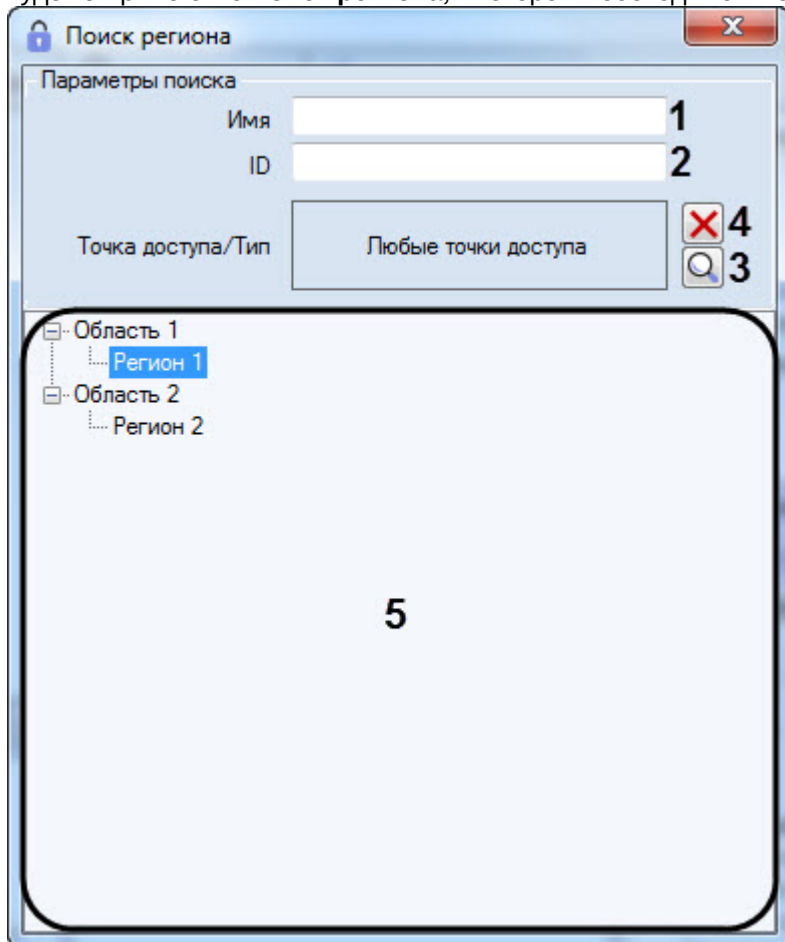 Поиск региона
Параметры поиска
Имя 1
ID 2
Точка доступа/Тип Любые точки доступа 4
3
Область 1
Регион 1
Область 2
Регион 2
5